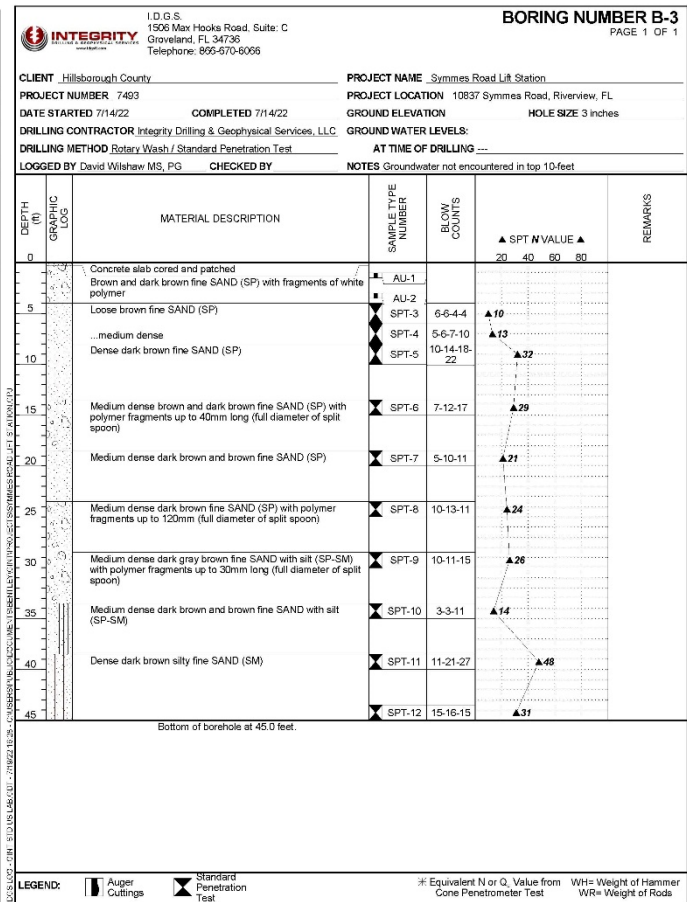 I.D.G.S.
1506 Max Hooks Road, Suite: C
Groveland, FL 34736
Telephone: 866-670-6066
INTEGRITY
DRILLING & GEOPHYSICAL SERVICES
BORING NUMBER B-3
PAGE 1 OF 1
CLIENT Hillsborough County
PROJECT NAME Symmes Road Lift Station
PROJECT NUMBER 7493
PROJECT LOCATION 10837 Symmes Road, Riverview, FL
DATE STARTED 7/14/22 COMPLETED 7/14/22
GROUND ELEVATION HOLE SIZE 3 inches
DRILLING CONTRACTOR Integrity Drilling & Geophysical Services, LLC
GROUND WATER LEVELS:
DRILLING METHOD Rotary Wash / Standard Penetration Test
AT TIME OF DRILLING ---
LOGGED BY David Wilshaw MS, PG CHECKED BY
NOTES Groundwater not encountered in top 10-feet
DEPTH (ft)
GRAPHIC LOG
MATERIAL DESCRIPTION
SAMPLE TYPE NUMBER
BLOW COUNTS
▲ SPT N VALUE ▲
20 40 60 80
REMARKS
0
Concrete slab cored and patched
Brown and dark brown fine SAND (SP) with fragments of white polymer
AU-1
AU-2
5
Loose brown fine SAND (SP)
SPT-3 6-6-4-4 ▲10
...medium dense
SPT-4 5-6-7-10 ▲13
Dense dark brown fine SAND (SP)
SPT-5 10-14-18-22 ▲32
10
15
Medium dense brown and dark brown fine SAND (SP) with
polymer fragments up to 40mm long (full diameter of split
spoon)
SPT-6 7-12-17 ▲29
20
Medium dense dark brown and brown fine SAND (SP)
SPT-7 5-10-11 ▲21
25
Medium dense dark brown fine SAND (SP) with polymer
fragments up to 120mm (full diameter of split spoon)
SPT-8 10-13-11 ▲24
30
Medium dense dark gray brown fine SAND with silt (SP-SM)
with polymer fragments up to 30mm long (full diameter of split
spoon)
SPT-9 10-11-15 ▲26
35
Medium dense dark brown and brown fine SAND with silt
(SP-SM)
SPT-10 3-3-11 ▲14
40
Dense dark brown silty fine SAND (SM)
SPT-11 11-21-27 ▲48
45
SPT-12 15-16-15 ▲31
Bottom of borehole at 45.0 feet.
LEGEND:
Auger Cuttings
Standard Penetration Test
✳ Equivalent N or Q Value from Cone Penetrometer Test
WH= Weight of Hammer
WR= Weight of Rods